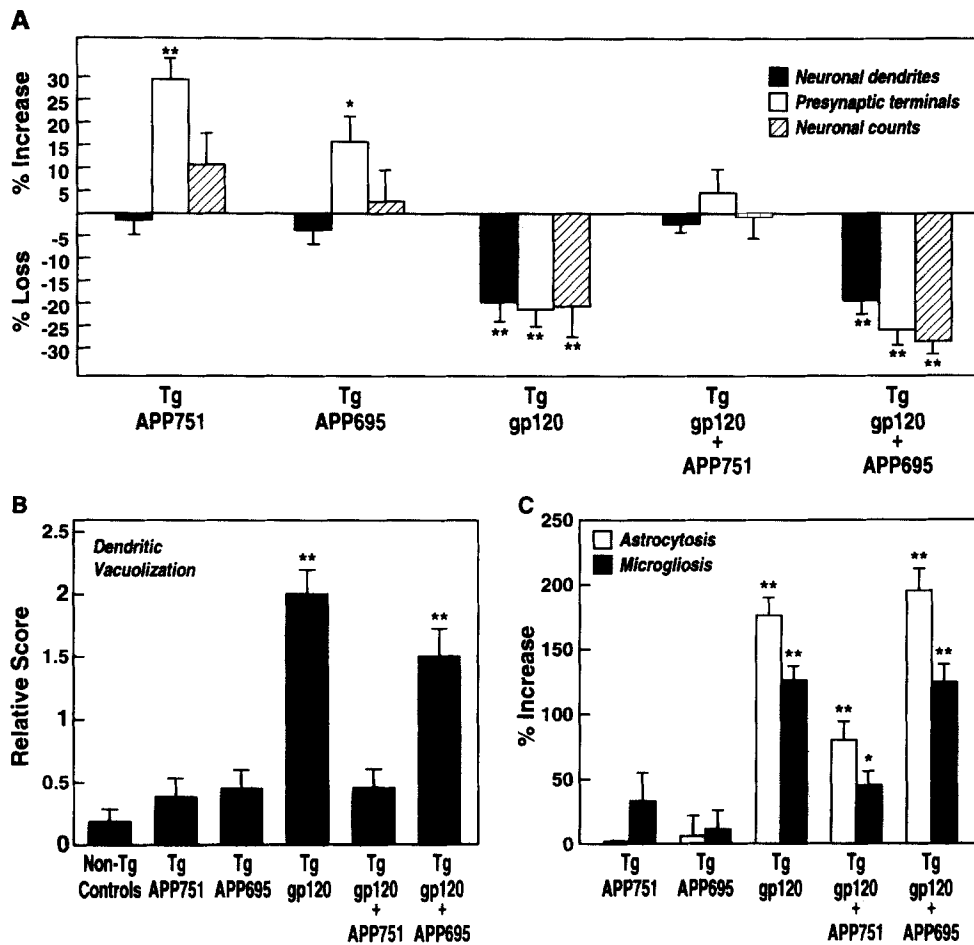 A
% Increase
% Loss
30
25
20
15
10
5
-5
-10
-15
-20
-25
-30
**
*
**
**
**
**
**
**
Neuronal dendrites
Presynaptic terminals
Neuronal counts
Tg
APP751
Tg
APP695
Tg
gp120
Tg
gp120
+
APP751
Tg
gp120
+
APP695
B
Relative Score
2.5
2
1.5
1
0.5
0
Dendritic
Vacuolization
**
**
Non-Tg
Controls
Tg
APP751
Tg
APP695
Tg
gp120
Tg
gp120
+
APP751
Tg
gp120
+
APP695
C
% Increase
250
200
150
100
50
0
Astrocytosis
Microgliosis
**
**
**
*
**
**
Tg
APP751
Tg
APP695
Tg
gp120
Tg
gp120
+
APP751
Tg
gp120
+
APP695